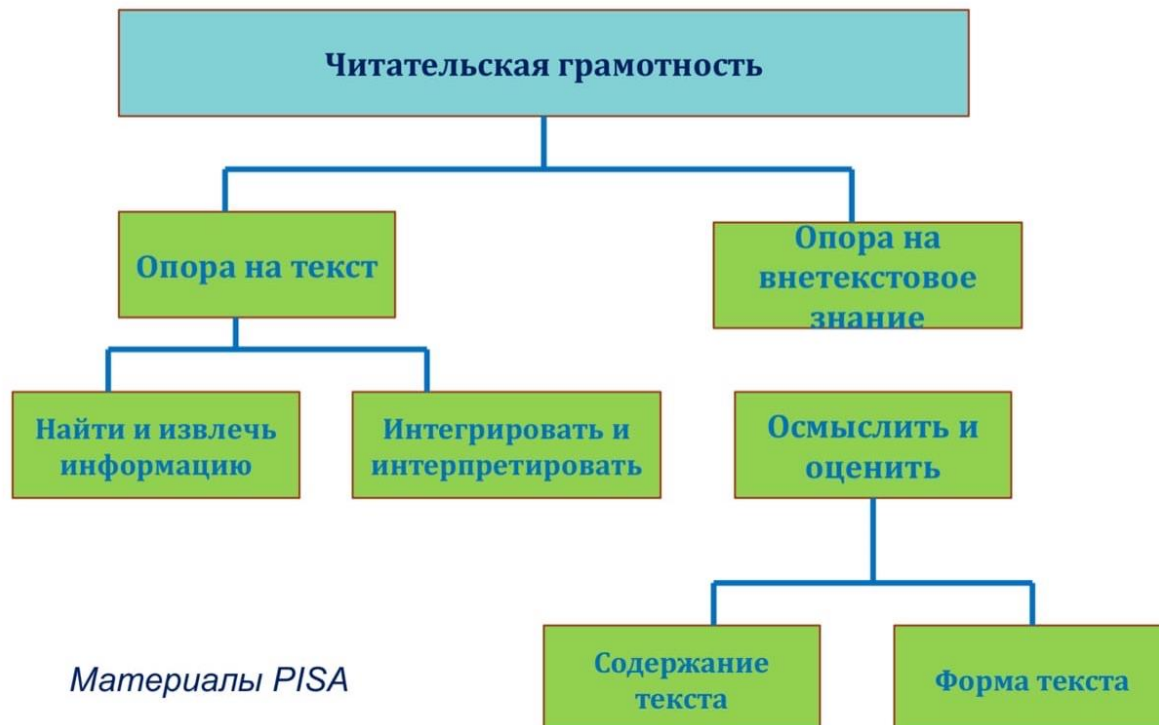 Читательская грамотность
Опора на текст
Опора на
внетекстовое
знание
Найти и извлечь
информацию
Интегрировать и
интерпретировать
Осмыслить и
оценить
Содержание
текста
Форма текста
Материалы PISA